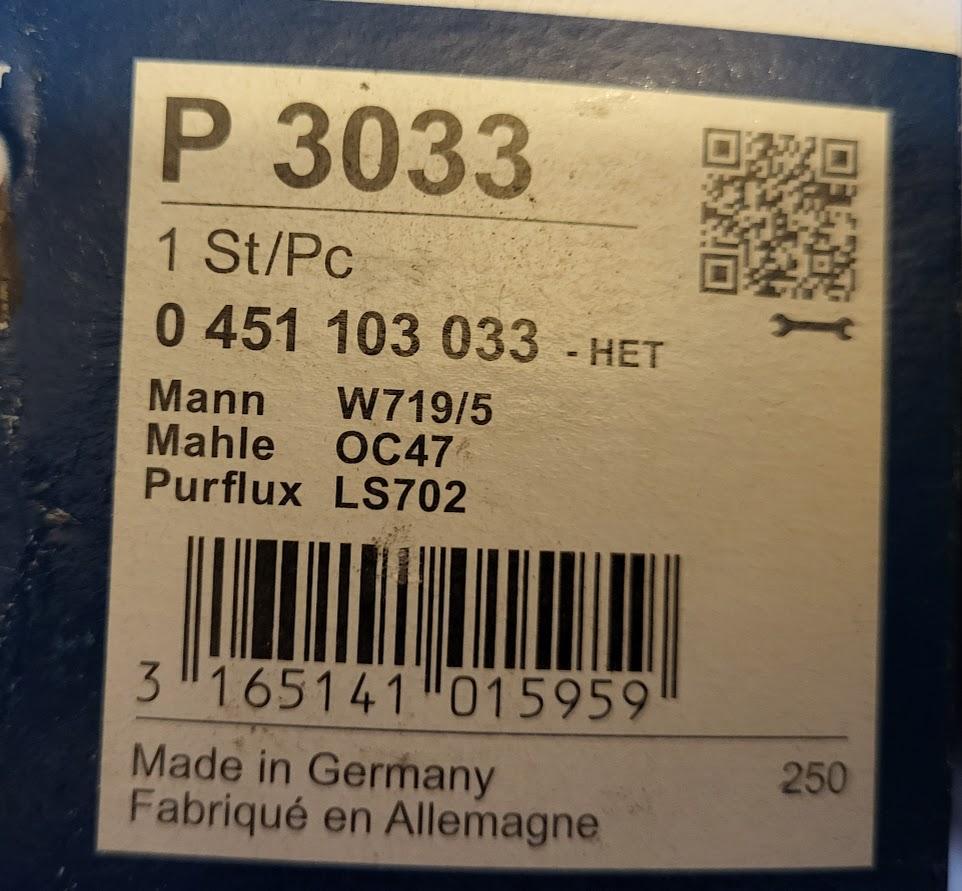 P 3033
1 St/Pc
0 451 103 033 - HET
Mann W719/5
Mahle OC47
Purflux LS702
3 165141 015959
Made in Germany 250
Fabriqué en Allemagne